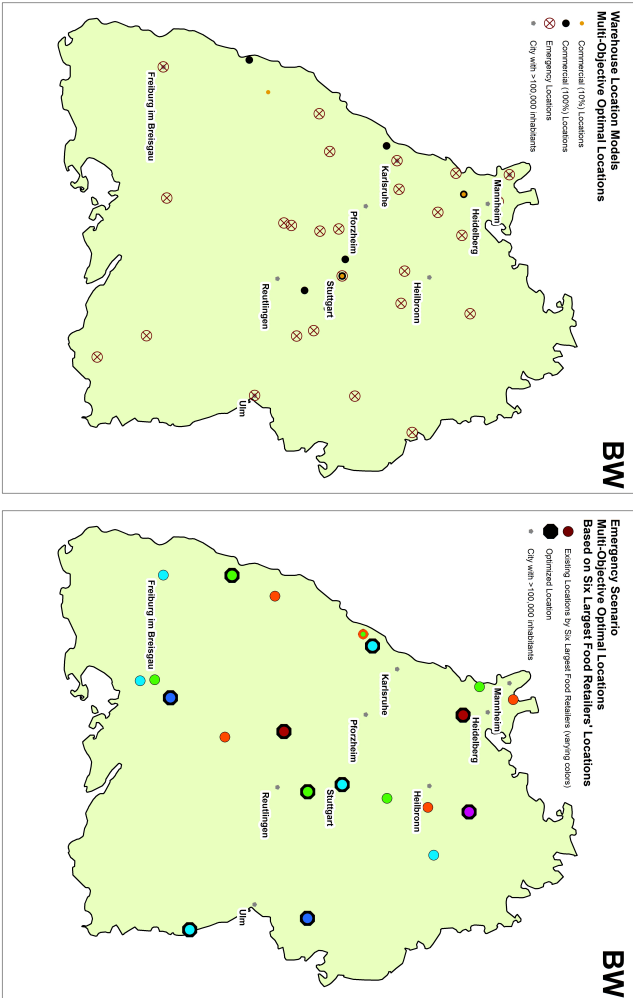 Warehouse Location Models
Multi-Objective Optimal Locations
Commercial (10%) Locations
Commercial (100%) Locations
Emergency Locations
City with >100,000 inhabitants
BW
Mannheim
Heidelberg
Karlsruhe
Heilbronn
Pforzheim
Stuttgart
Reutlingen
Ulm
Freiburg im Breisgau
Emergency Scenario
Multi-Objective Optimal Locations
Based on Six Largest Food Retailers' Locations
Existing Locations by Six Largest Food Retailers (varying colors)
Optimized Location
City with >100,000 inhabitants
BW
Mannheim
Heidelberg
Karlsruhe
Heilbronn
Pforzheim
Stuttgart
Reutlingen
Ulm
Freiburg im Breisgau